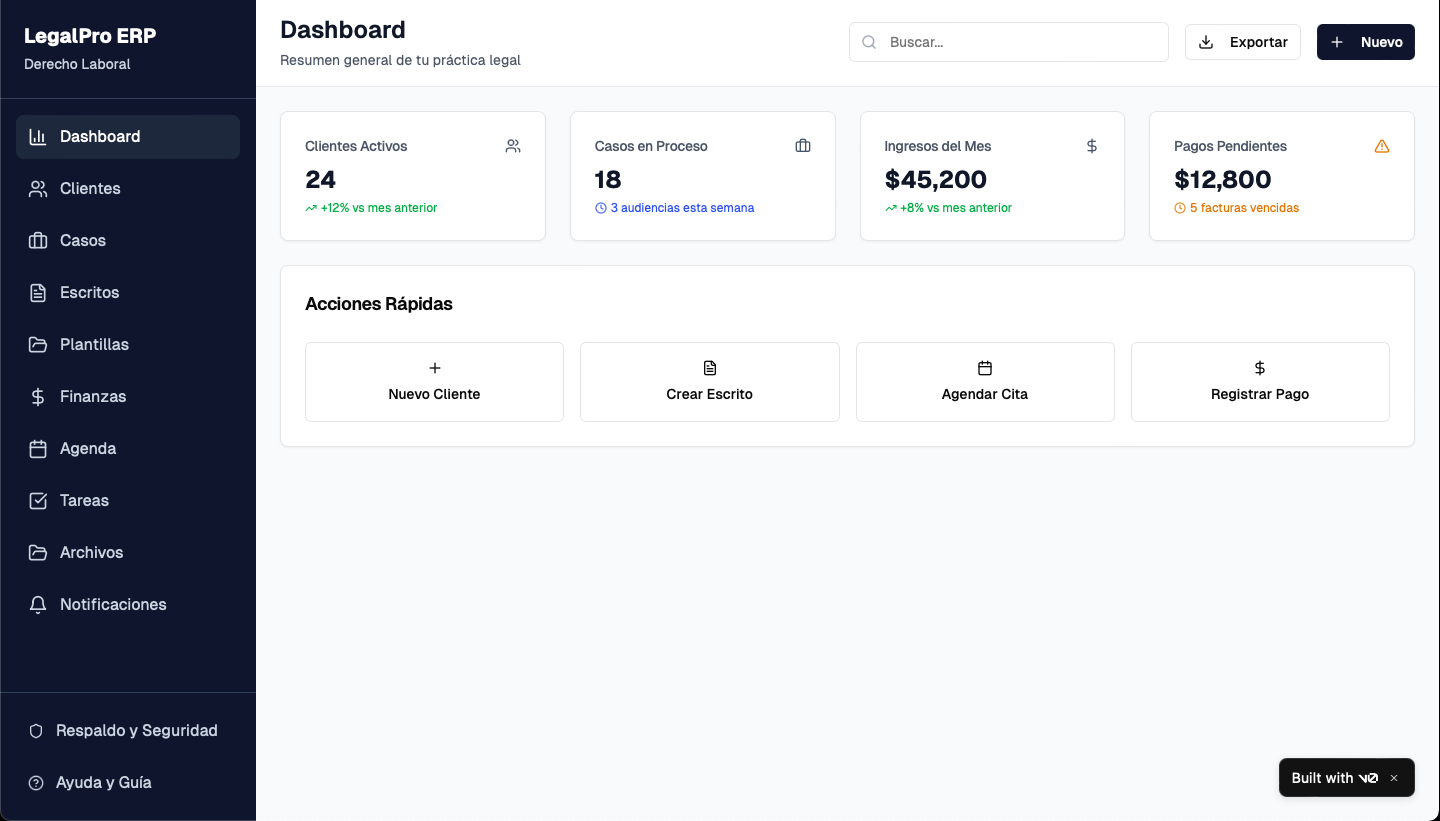 LegalPro ERP
Derecho Laboral
Dashboard
Clientes
Casos
Escritos
Plantillas
Finanzas
Agenda
Tareas
Archivos
Notificaciones
Respaldo y Seguridad
Ayuda y Guía
Dashboard
Resumen general de tu práctica legal
Buscar...
Exportar
Nuevo
Clientes Activos
24
+12% vs mes anterior
Casos en Proceso
18
3 audiencias esta semana
Ingresos del Mes
$45,200
+8% vs mes anterior
Pagos Pendientes
$12,800
5 facturas vencidas
Acciones Rápidas
Nuevo Cliente
Crear Escrito
Agendar Cita
Registrar Pago
Built with v0